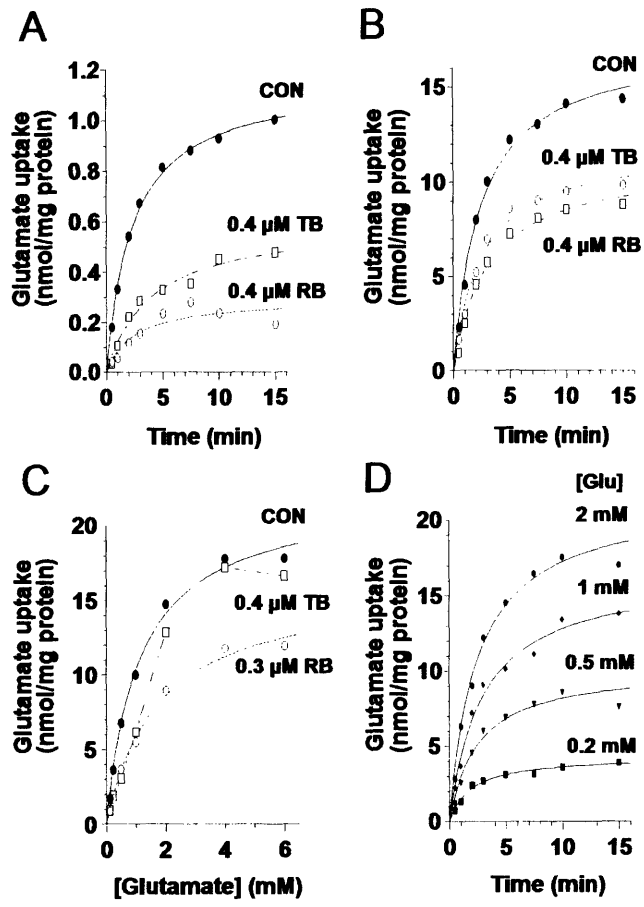 A
Glutamate uptake
(nmol/mg protein)
1.2
1.0
0.8
0.6
0.4
0.2
0.0
CON
0.4 µM TB
0.4 µM RB
0
5
10
15
Time (min)
B
Glutamate uptake
(nmol/mg protein)
15
10
5
0
CON
0.4 µM TB
0.4 µM RB
0
5
10
15
Time (min)
C
Glutamate uptake
(nmol/mg protein)
20
15
10
5
0
CON
0.4 µM TB
0.3 µM RB
0
2
4
6
[Glutamate] (mM)
D
Glutamate uptake
(nmol/mg protein)
20
15
10
5
0
[Glu]
2 mM
1 mM
0.5 mM
0.2 mM
0
5
10
15
Time (min)